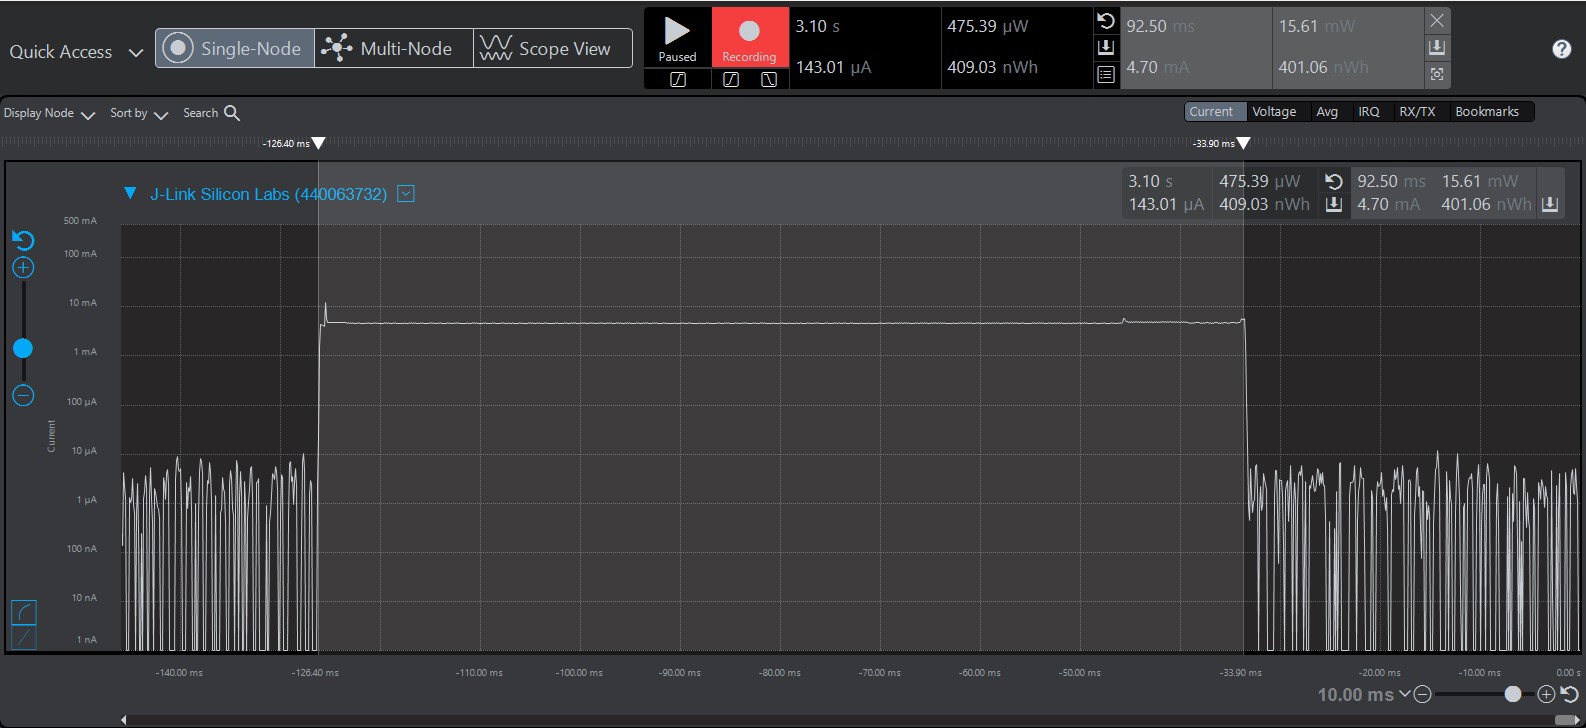 Quick Access
Single-Node
Multi-Node
Scope View
Paused
Recording
3.10 s
475.39 µW
143.01 µA
409.03 nWh
92.50 ms
15.61 mW
4.70 mA
401.06 nWh
?
Display Node
Sort by
Search
Current
Voltage
Avg
IRQ
RX/TX
Bookmarks
-126.40 ms
-33.90 ms
J-Link Silicon Labs (440063732)
3.10 s
475.39 µW
92.50 ms
15.61 mW
143.01 µA
409.03 nWh
4.70 mA
401.06 nWh
500 mA
100 mA
10 mA
1 mA
100 µA
10 µA
1 µA
100 nA
10 nA
1 nA
Current
-140.00 ms
-126.40 ms
-110.00 ms
-100.00 ms
-90.00 ms
-80.00 ms
-70.00 ms
-60.00 ms
-50.00 ms
-33.90 ms
-20.00 ms
-10.00 ms
0.00 s
10.00 ms